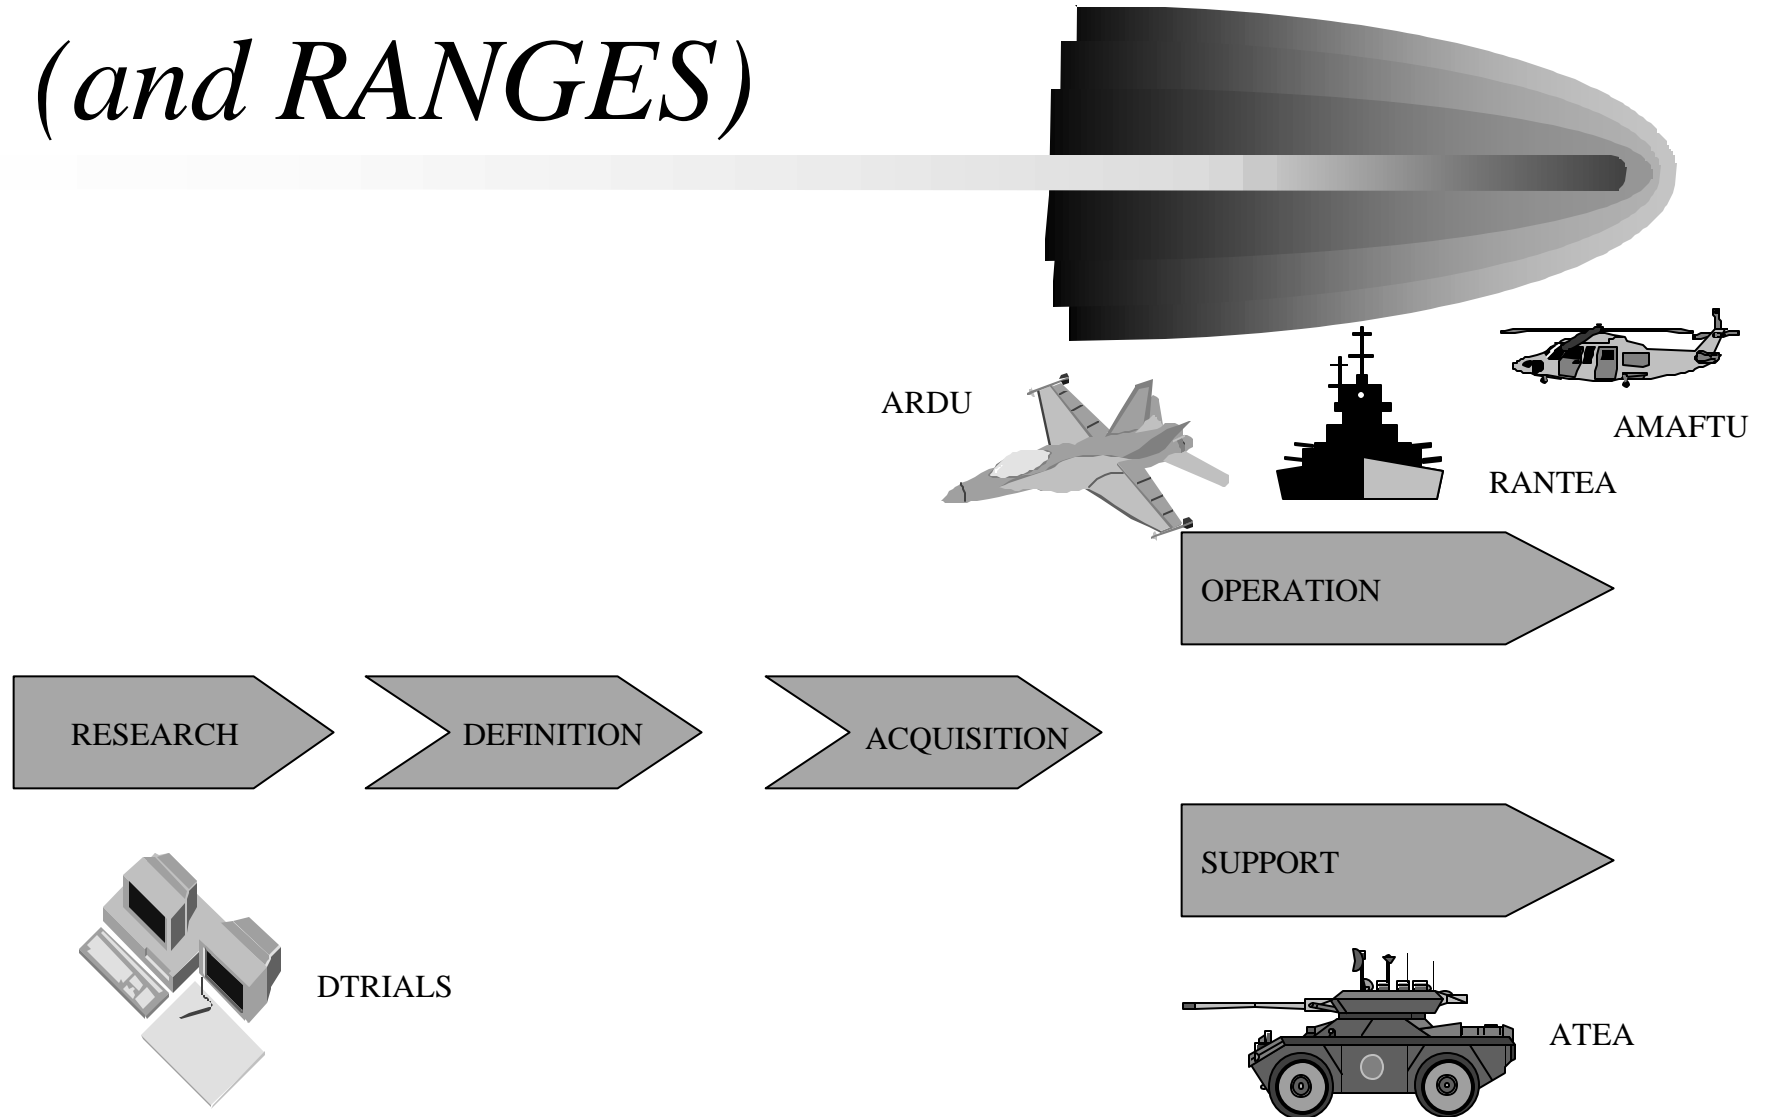 (and RANGES)
ARDU
AMAFTU
RANTEA
OPERATION
RESEARCH
DEFINITION
ACQUISITION
SUPPORT
DTRIALS
ATEA